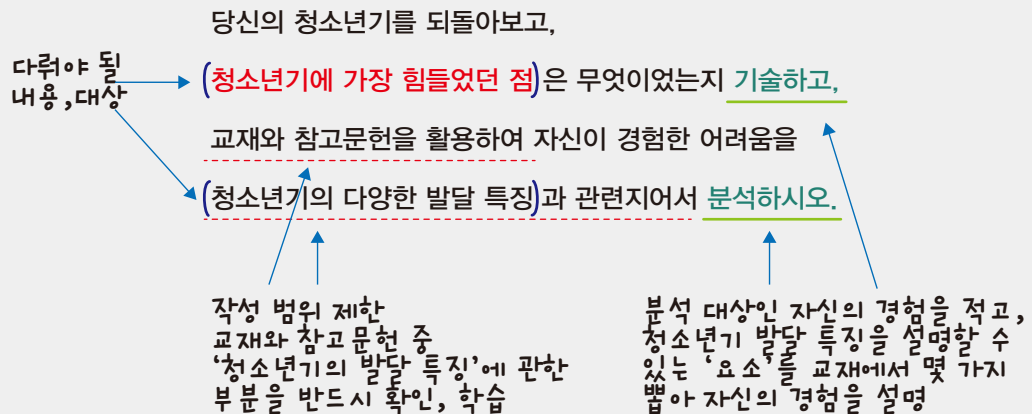 당신의 청소년기를 되돌아보고,
다뤄야 될
내용,대상
(청소년기에 가장 힘들었던 점)은 무엇이었는지 기술하고,
교재와 참고문헌을 활용하여 자신이 경험한 어려움을
(청소년기의 다양한 발달 특징)과 관련지어서 분석하시오.
작성 범위 제한
교재와 참고문헌 중
‘청소년기의 발달 특징’에 관한
부분을 반드시 확인, 학습
분석 대상인 자신의 경험을 적고,
청소년기 발달 특징을 설명할 수
있는 ‘요소’를 교재에서 몇 가지
뽑아 자신의 경험을 설명